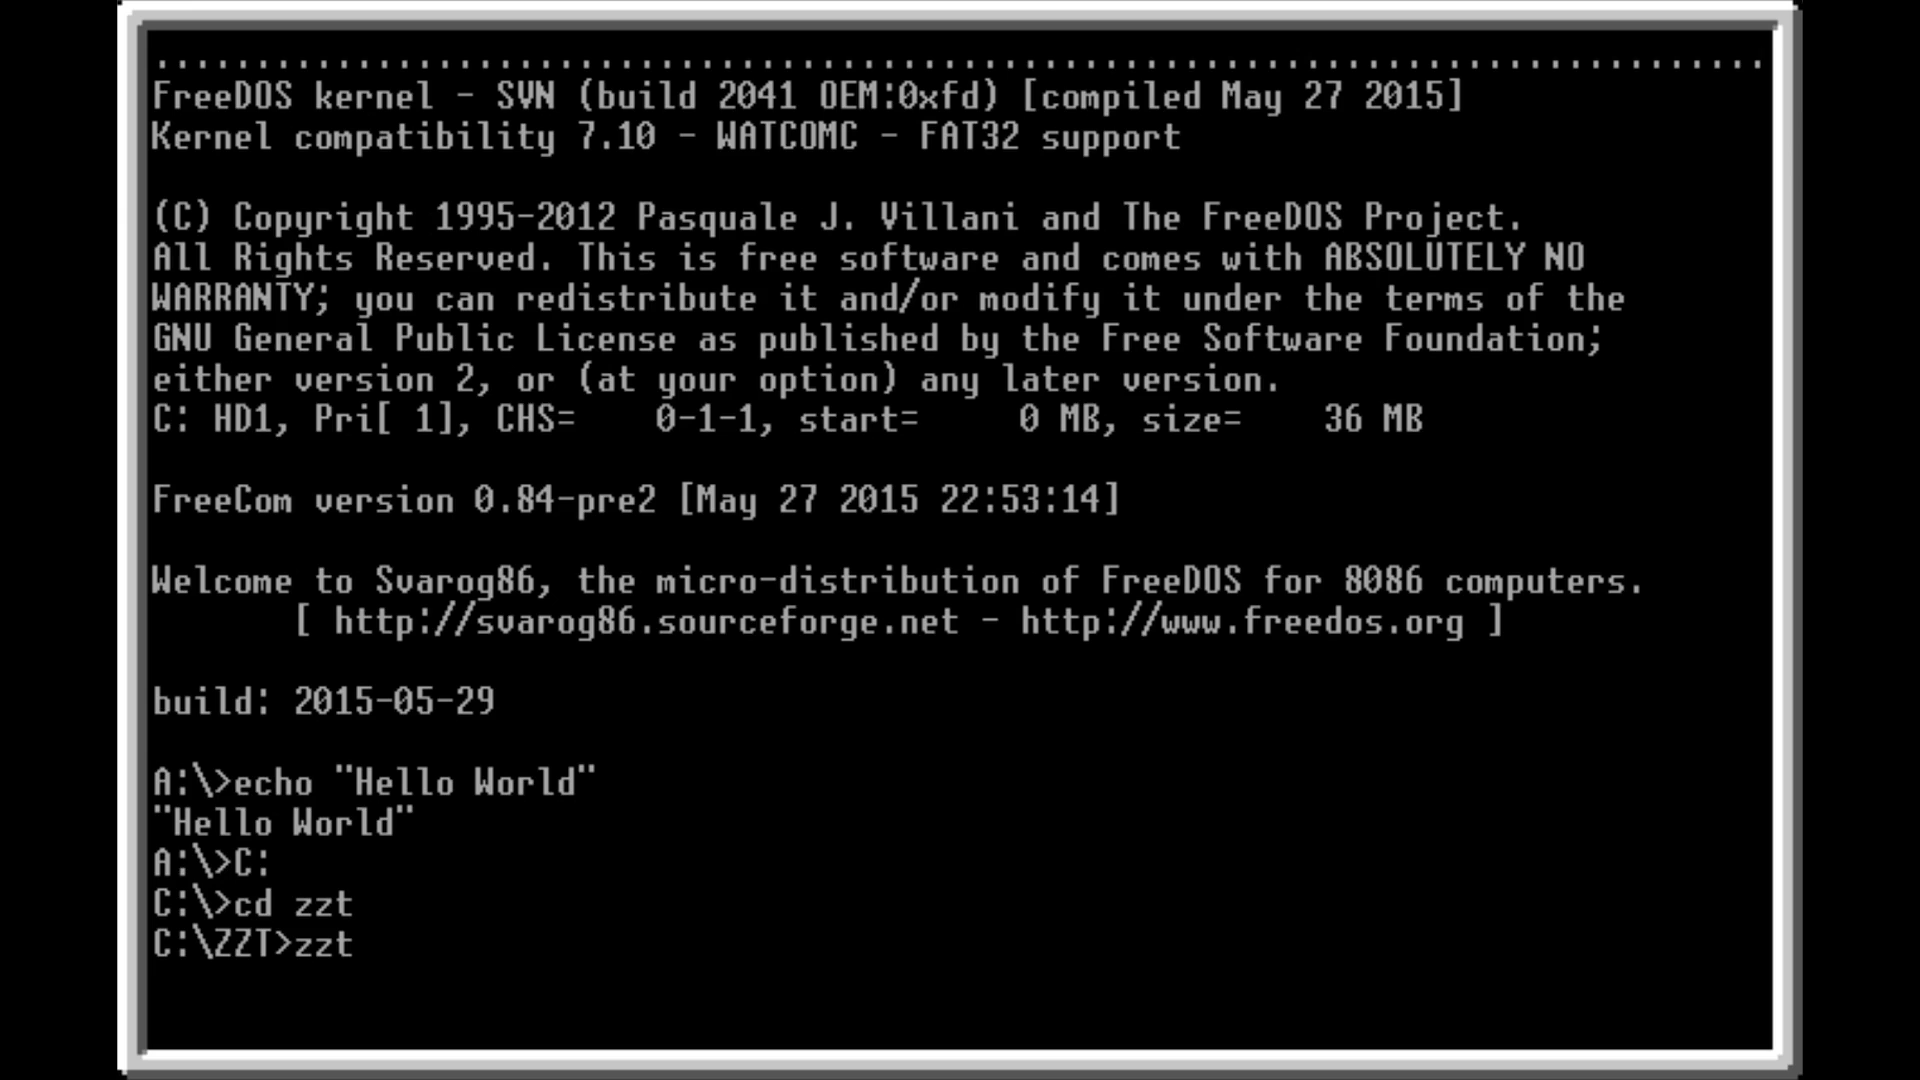 ................................................................................
FreeDOS kernel - SVN (build 2041 OEM:0xfd) [compiled May 27 2015]
Kernel compatibility 7.10 - WATCOMC - FAT32 support
(C) Copyright 1995-2012 Pasquale J. Villani and The FreeDOS Project.
All Rights Reserved. This is free software and comes with ABSOLUTELY NO
WARRANTY; you can redistribute it and/or modify it under the terms of the
GNU General Public License as published by the Free Software Foundation;
either version 2, or (at your option) any later version.
C: HD1, Pri[ 1], CHS=    0-1-1, start=     0 MB, size=    36 MB
FreeCom version 0.84-pre2 [May 27 2015 22:53:14]
Welcome to Svarog86, the micro-distribution of FreeDOS for 8086 computers.
[ http://svarog86.sourceforge.net - http://www.freedos.org ]
build: 2015-05-29
A:\>echo "Hello World"
"Hello World"
A:\>C:
C:\>cd zzt
C:\ZZT>zzt